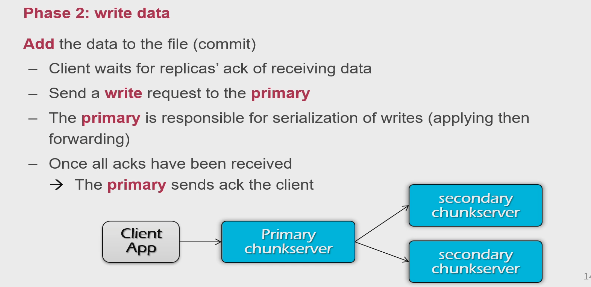 Phase 2: write data
Add the data to the file (commit)
– Client waits for replicas' ack of receiving data
– Send a write request to the primary
– The primary is responsible for serialization of writes (applying then
forwarding)
– Once all acks have been received
→ The primary sends ack the client
Client
App
Primary
chunkserver
secondary
chunkserver
secondary
chunkserver